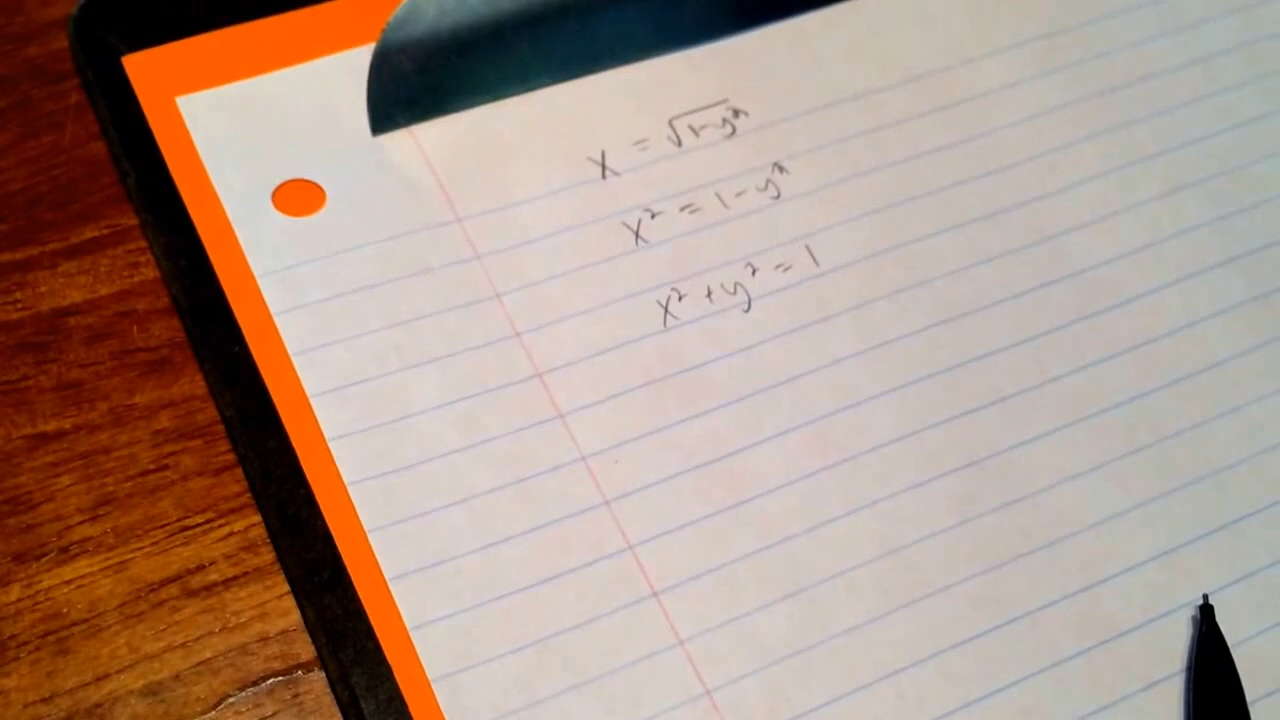 x = √1-y²
x² = 1 - y²
x² + y² = 1